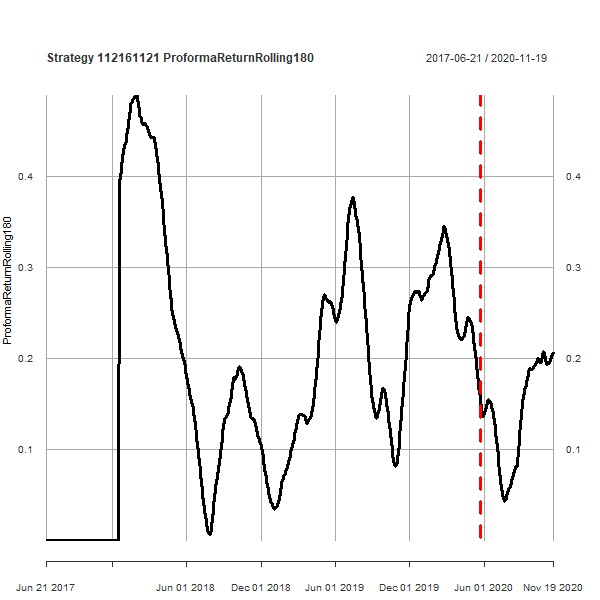 Strategy 112161121 ProformaReturnRolling180
2017-06-21 / 2020-11-19
ProformaReturnRolling180
0.4
0.3
0.2
0.1
0.4
0.3
0.2
0.1
Jun 21 2017
Jun 01 2018
Dec 01 2018
Jun 01 2019
Dec 01 2019
Jun 01 2020
Nov 19 2020